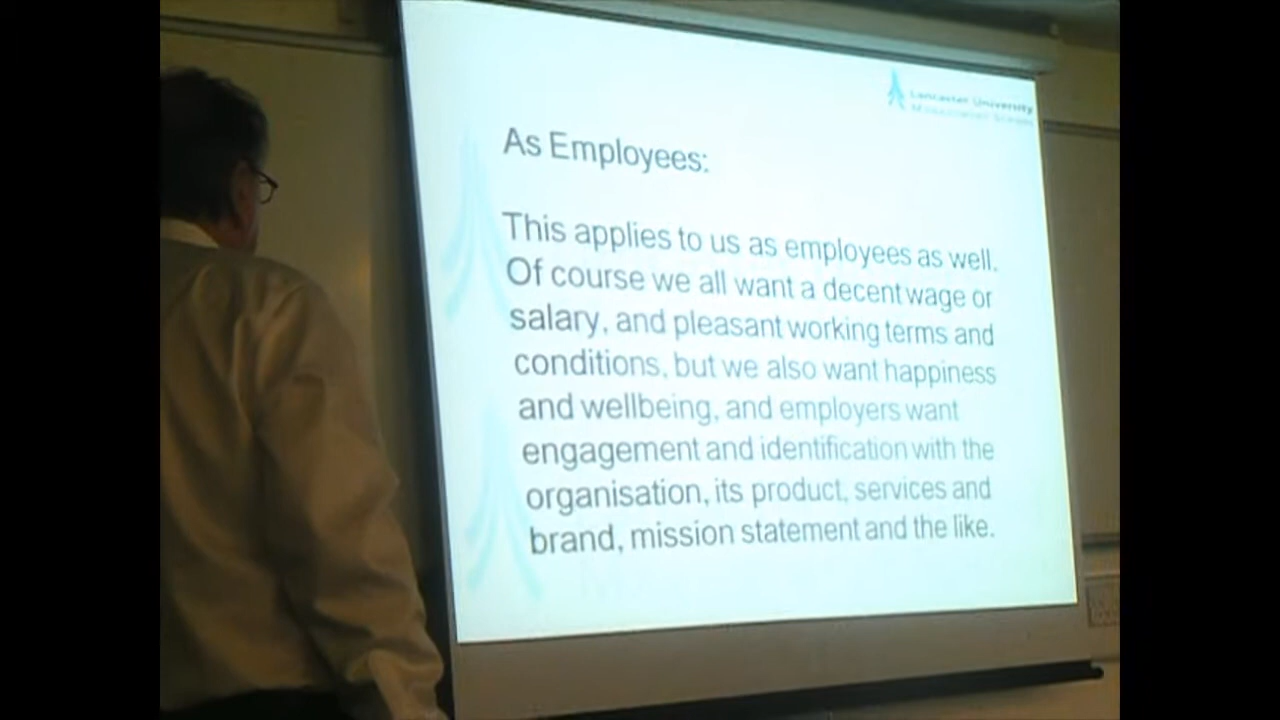 Lancaster University
Management School
As Employees:
This applies to us as employees as well.
Of course we all want a decent wage or
salary, and pleasant working terms and
conditions, but we also want happiness
and wellbeing, and employers want
engagement and identification with the
organisation, its product, services and
brand, mission statement and the like.